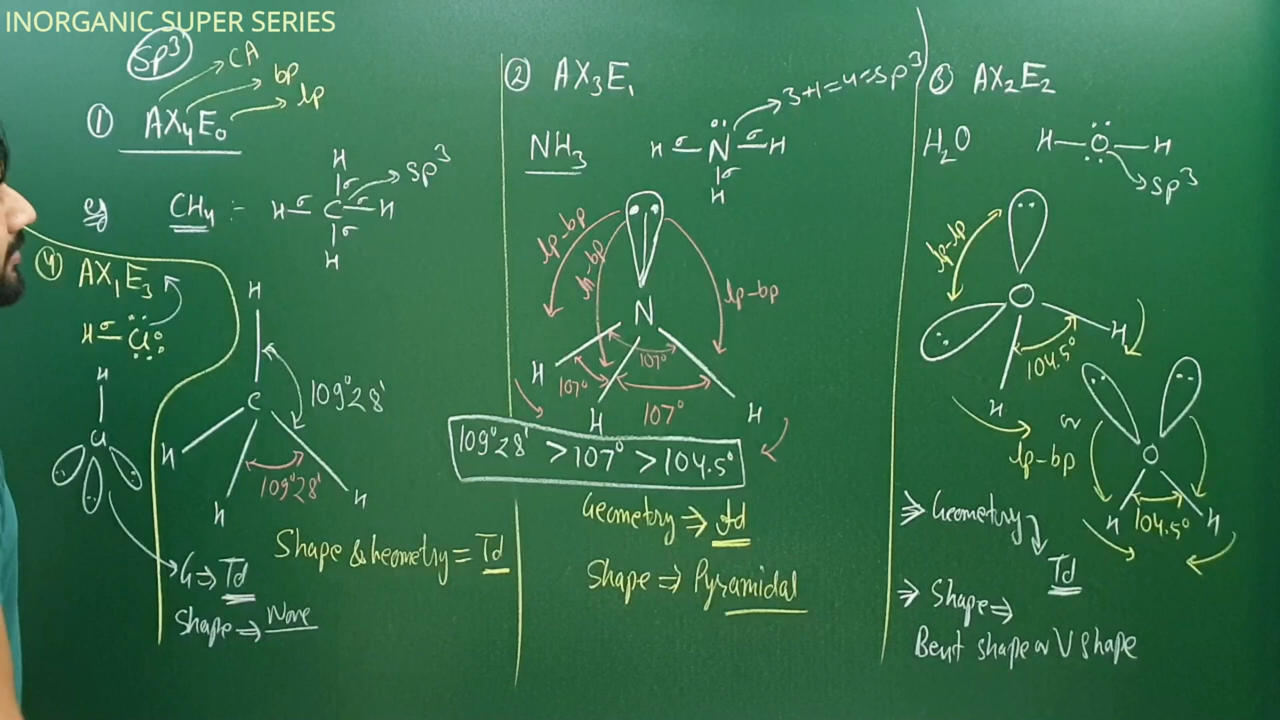 INORGANIC SUPER SERIES
sp³
CA
bp
lp
① AX₄E₀
eg CH₄ :-
H
σ
H — C — H
σ
H
sp³
H
C
H
H
H
109°28'
109°28'
Shape & Geometry = Td
④ AX₁E₃
H — Cl
σ
H
Cl
G ⇒ Td
Shape ⇒ None
② AX₃E₁
NH₃
H — N — H
σ
H
3+1=4=sp³
lp-bp
lp-bp
lp-bp
N
107°
107°
107°
H
H
H
109°28' > 107° > 104.5°
Geometry ⇒ td
Shape ⇒ Pyramidal
③ AX₂E₂
H₂O
H — O — H
sp³
lp-lp
O
H
H
104.5°
lp-bp
or
O
H
H
104.5°
⇒ Geometry
Td
⇒ Shape ⇒
Bent shape or V shape